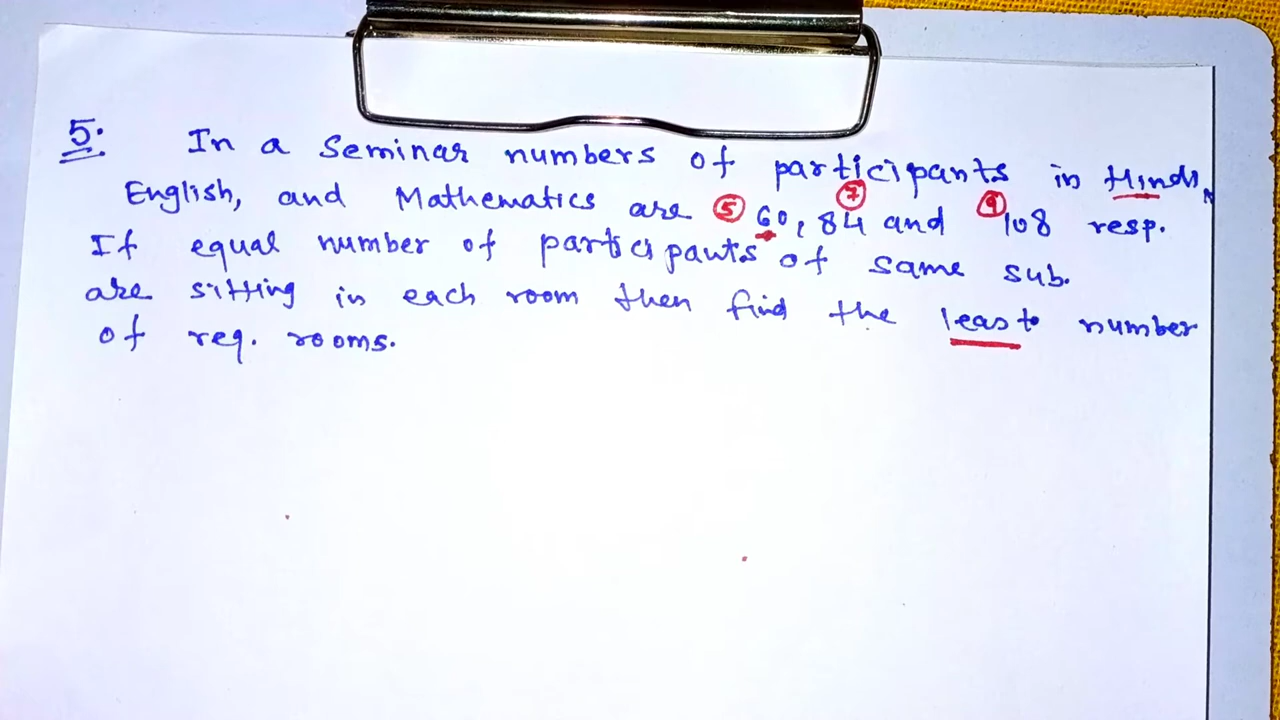 5. In a Seminar numbers of participants in Hindi,
English, and Mathematics are ⑤ 60, ⑦ 84 and ⑨ 108 resp.
If equal number of participants of same sub.
are sitting in each room then find the least number
of req. rooms.